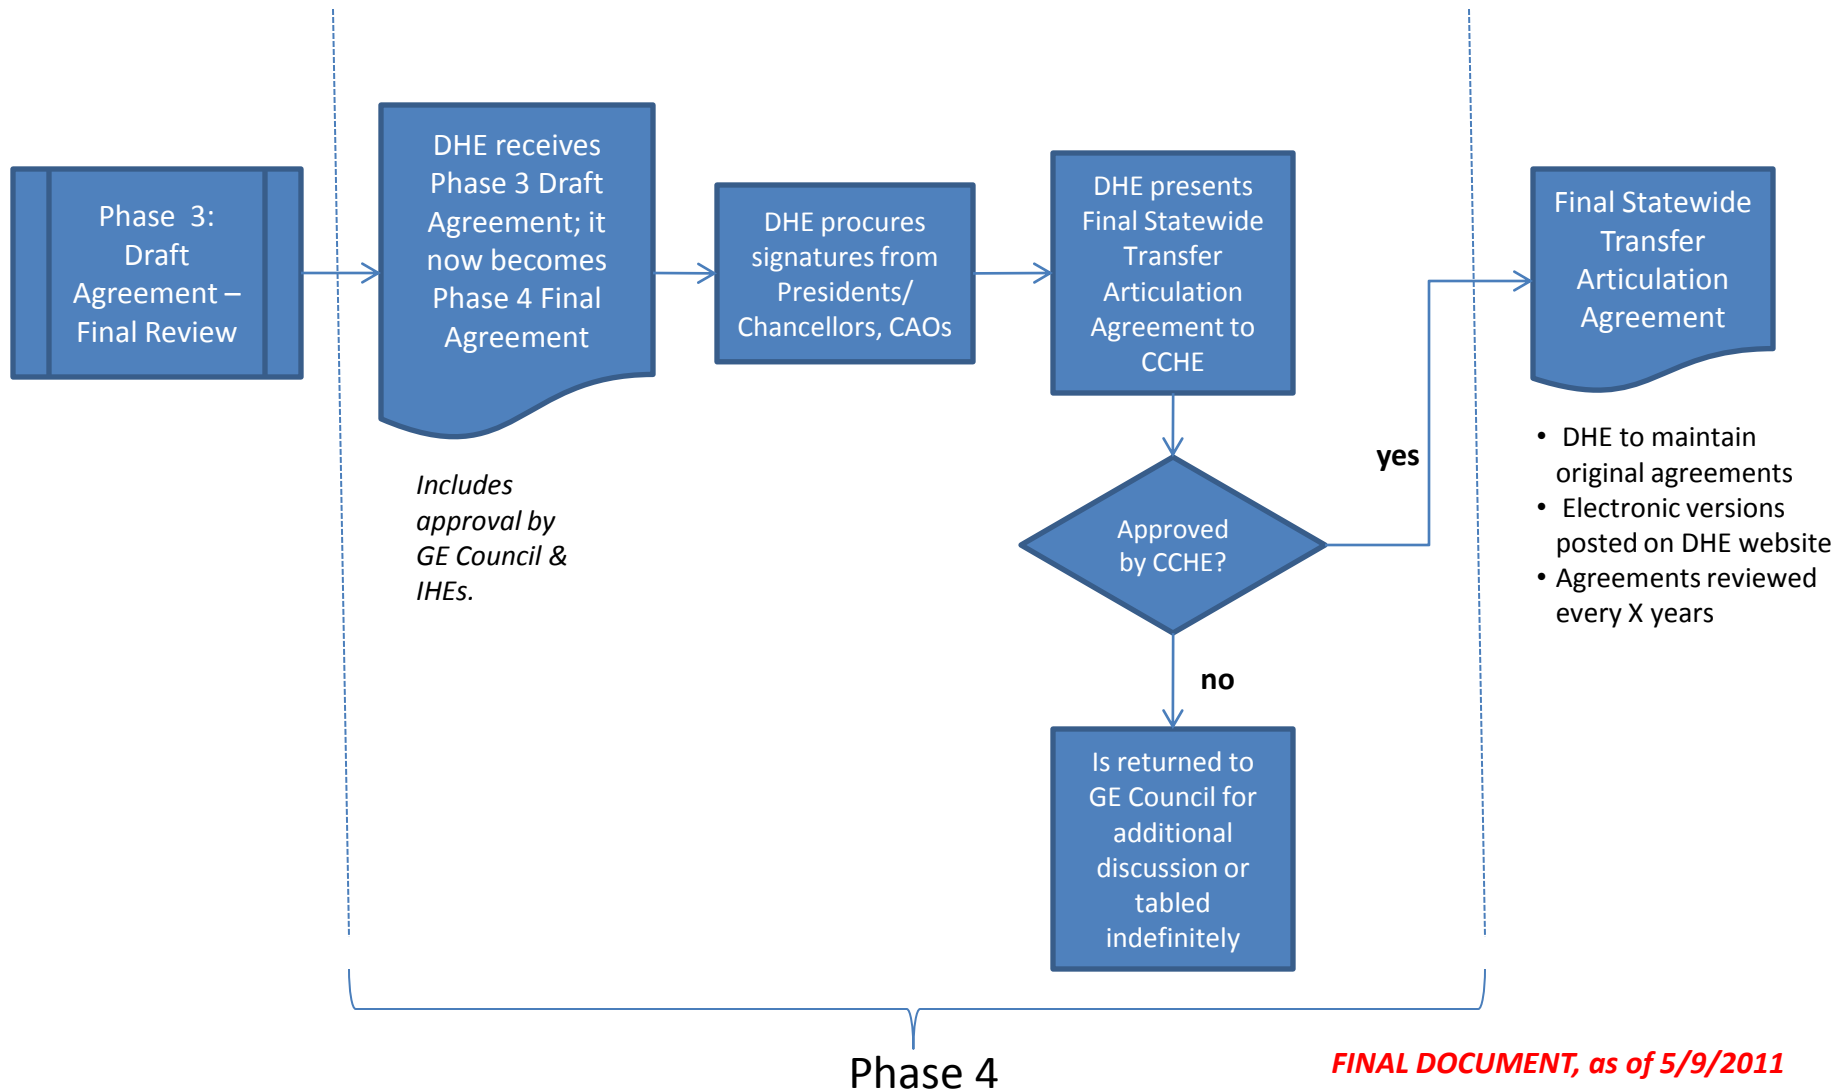 Phase  3:
Draft
Agreement –
Final Review
DHE receives
Phase 3 Draft
Agreement; it
now becomes
Phase 4 Final
Agreement
Includes
approval by
GE Council &
IHEs.
DHE procures
signatures from
Presidents/
Chancellors, CAOs
DHE presents
Final Statewide
Transfer
Articulation
Agreement to
CCHE
Approved
by CCHE?
yes
no
Is returned to
GE Council for
additional
discussion or
tabled
indefinitely
Final Statewide
Transfer
Articulation
Agreement
• DHE to maintain
original agreements
• Electronic versions
posted on DHE website
• Agreements reviewed
every X years
Phase 4
FINAL DOCUMENT, as of 5/9/2011